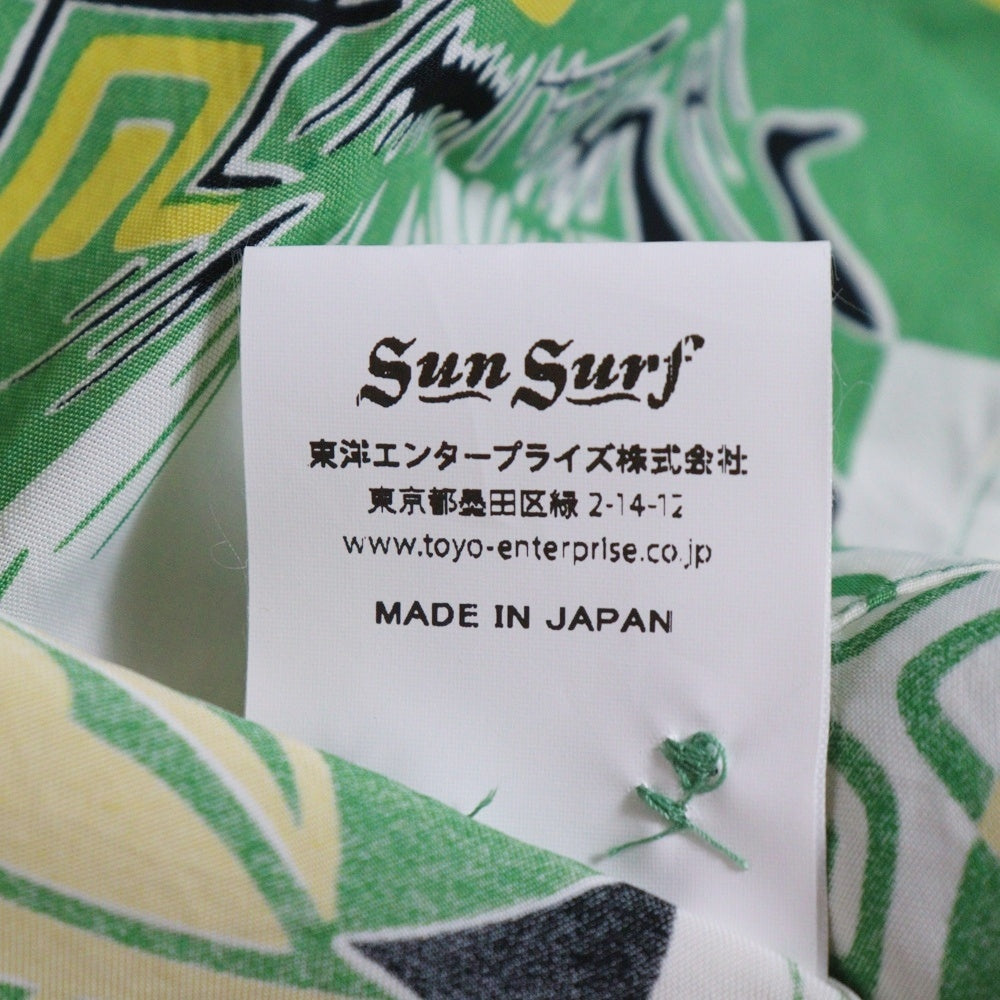 Sun Surf
東洋エンタープライズ株式会社
東京都墨田区緑 2-14-12
www.toyo-enterprise.co.jp
MADE IN JAPAN